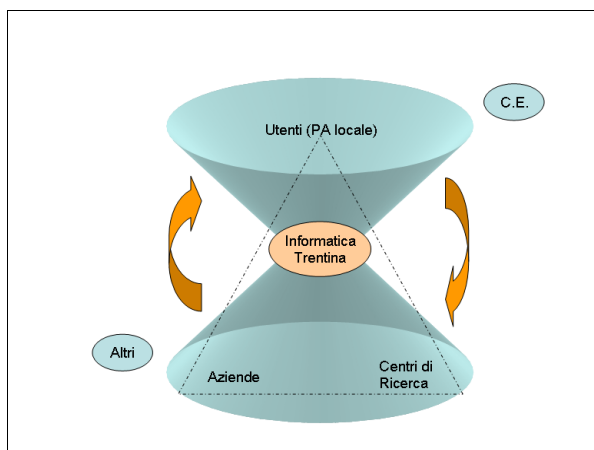 C.E.
Utenti (PA locale)
Informatica
Trentina
Altri
Aziende
Centri di
Ricerca